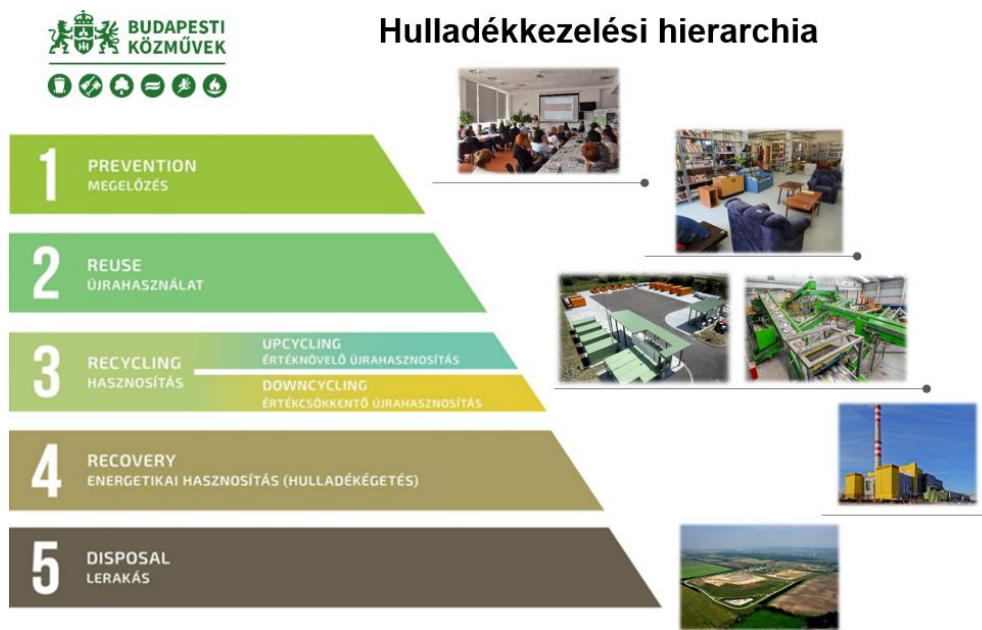 BUDAPESTI
KÖZMŰVEK
Hulladékkezelési hierarchia
1
PREVENTION
MEGELŐZÉS
2
REUSE
ÚJRAHASZNÁLAT
3
RECYCLING
HASZNOSÍTÁS
UPCYCLING
ÉRTÉKNÖVELŐ ÚJRAHASZNOSÍTÁS
DOWNCYCLING
ÉRTÉKCSÖKKENTŐ ÚJRAHASZNOSÍTÁS
4
RECOVERY
ENERGETIKAI HASZNOSÍTÁS (HULLADÉKÉGETÉS)
5
DISPOSAL
LERAKÁS